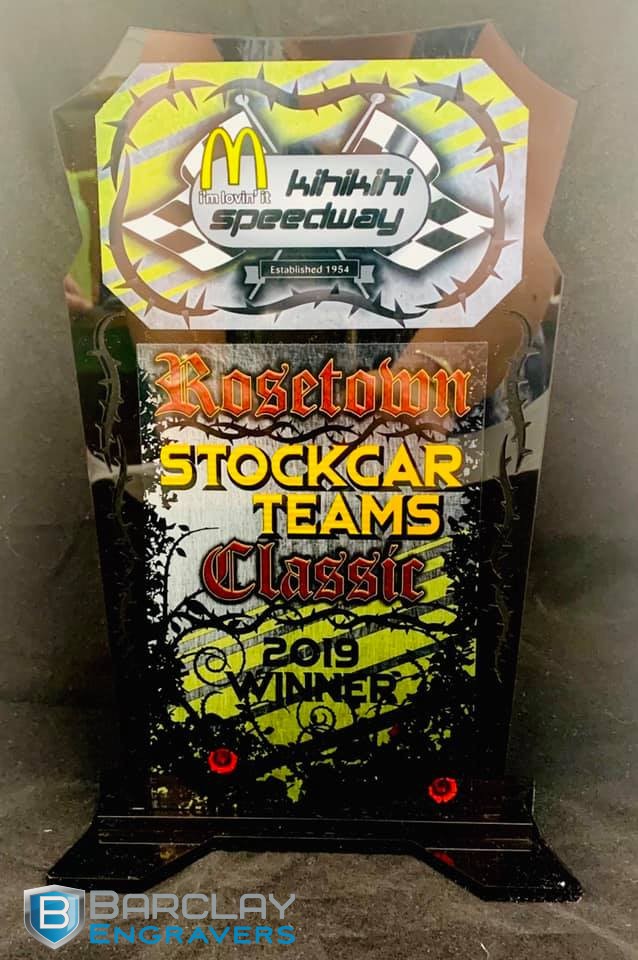 M
i'm lovin' it
kihikihi
speedway
Established 1954
Rosetown
STOCKCAR
TEAMS
Classic
2019
WINNER
B BARCLAY
ENGRAVERS